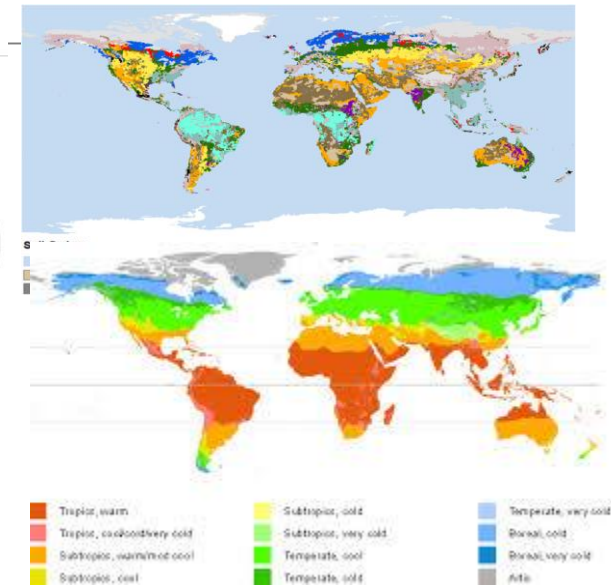 Tropics, warm
Tropics, cool/cold/very cold
Subtropics, warm/mod cool
Subtropics, cool
Subtropics, cold
Subtropics, very cold
Temperate, cool
Temperate, cold
Temperate, very cold
Boreal, cold
Boreal, very cold
Artic